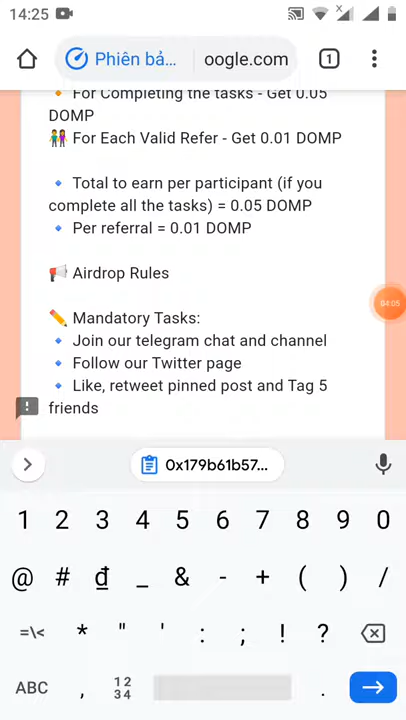 14:25
Phiên bả... oogle.com 1
🔸 For Completing the tasks - Get 0.05
DOMP
👫 For Each Valid Refer - Get 0.01 DOMP
🔹 Total to earn per participant (if you
complete all the tasks) = 0.05 DOMP
🔹 Per referral = 0.01 DOMP
📢 Airdrop Rules
04:05
✏️ Mandatory Tasks:
🔹 Join our telegram chat and channel
🔹 Follow our Twitter page
🔹 Like, retweet pinned post and Tag 5
friends
0x179b61b57...
1 2 3 4 5 6 7 8 9 0
@ # ₫ _ & - + ( ) /
=\< * " ' : ; ! ?
ABC , 12 .
34